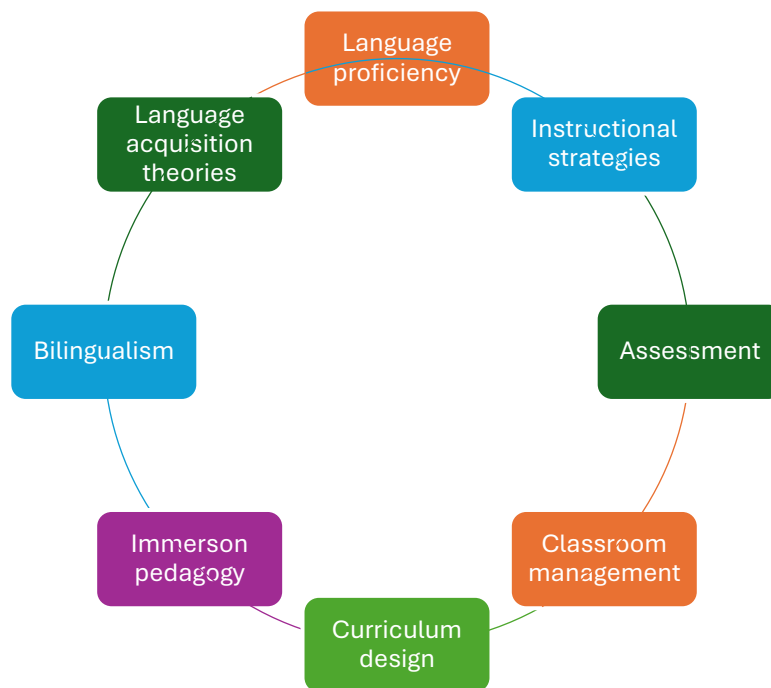 Language
proficiency
Instructional
strategies
Assessment
Classroom
management
Curriculum
design
Immerson
pedagogy
Bilingualism
Language
acquisition
theories